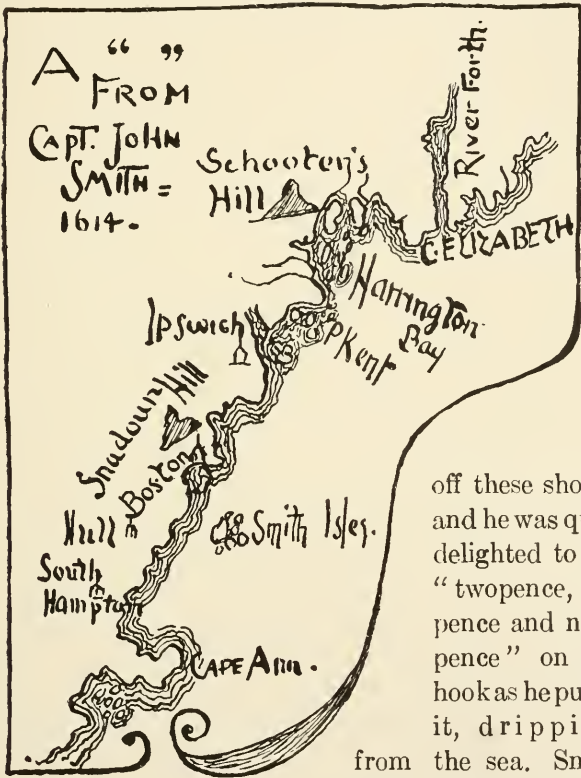 A “ ”
FROM
CAPT. JOHN
SMITH =
1614.
River Forth.
Schooten's
Hill
C. ELIZABETH
Harrington
Bay
P Kent
Ipswich
Snadoun Hill
Boston
Hull
Smith Isles.
South
Hampton
CAPE Ann.
off these sho
and he was qu
delighted to
“ twopence,
pence and n
pence” on
hook as he pu
it, drippi
from the sea. Sn